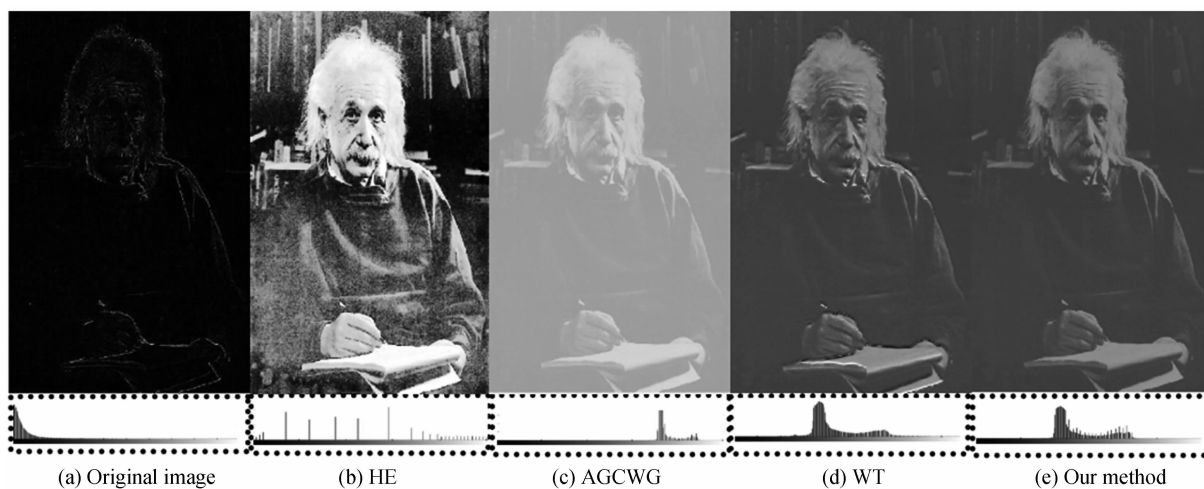 (a) Original image
(b) HE
(c) AGCWG
(d) WT
(e) Our method